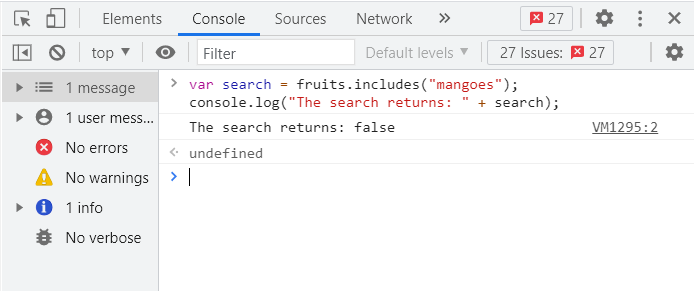 Elements Console Sources Network » 27
top Filter Default levels 27 Issues: 27
1 message
1 user mess...
No errors
No warnings
1 info
No verbose
var search = fruits.includes("mangoes");
console.log("The search returns: " + search);
The search returns: false VM1295:2
undefined